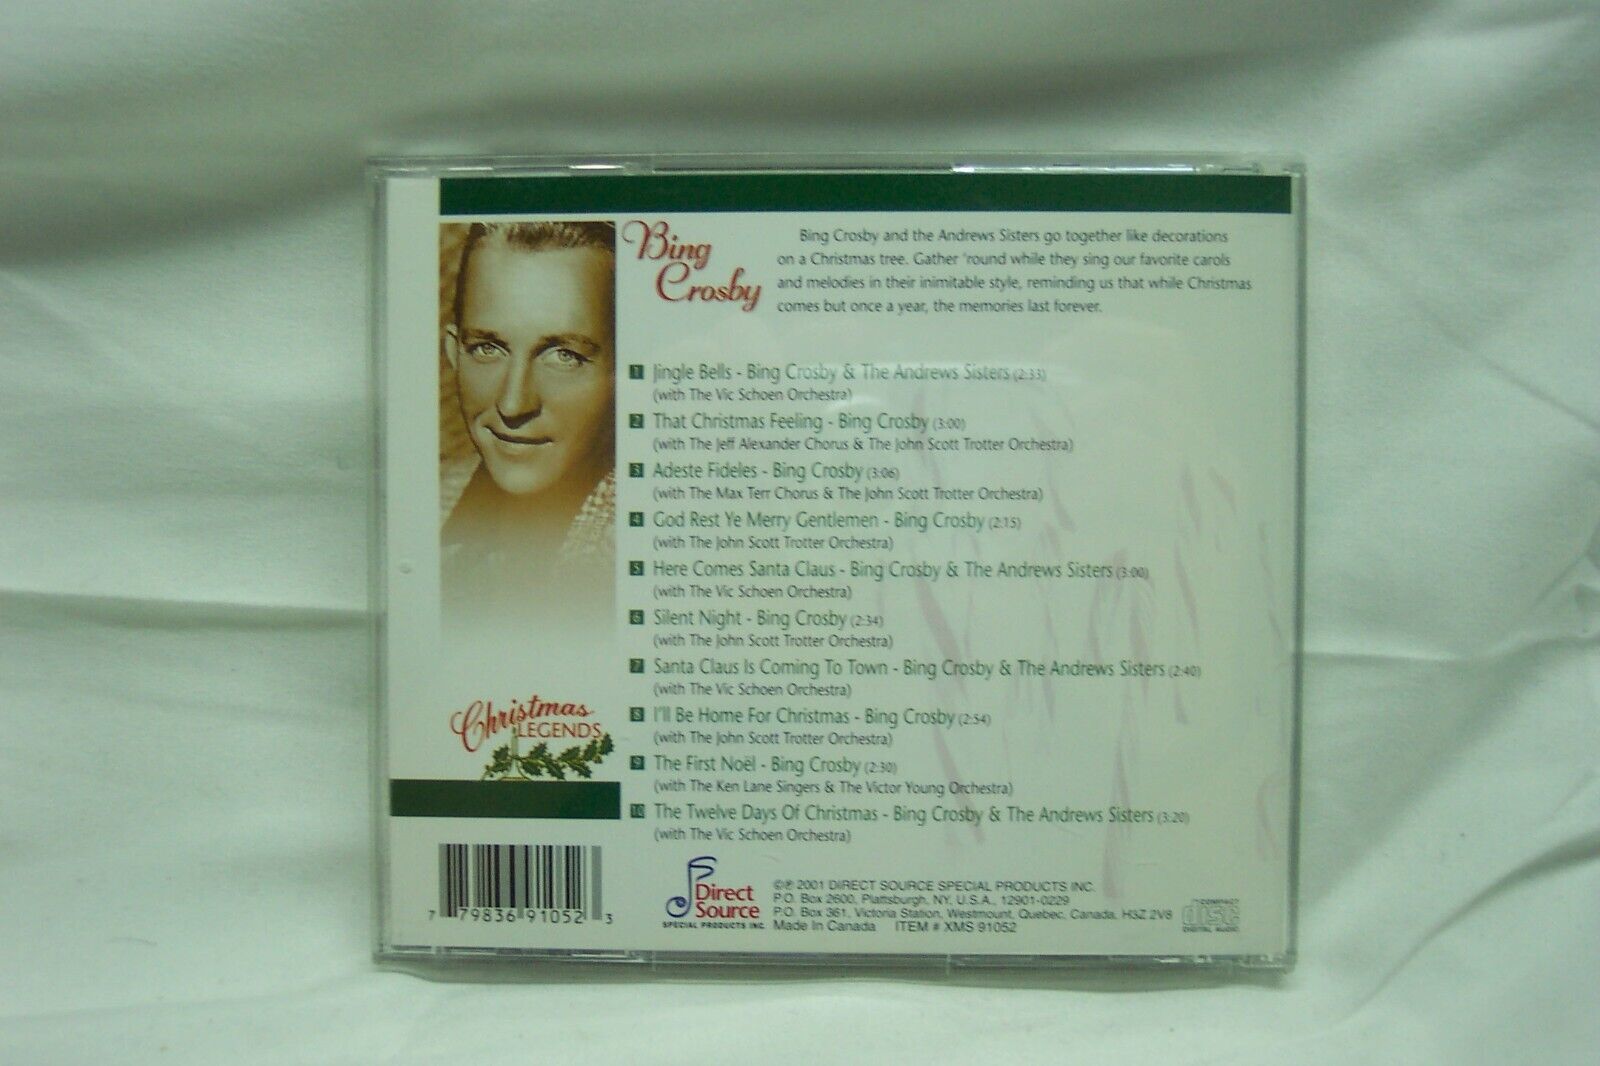 Bing
Crosby
Bing Crosby and the Andrews Sisters go together like decorations
on a Christmas tree. Gather 'round while they sing our favorite carols
and melodies in their inimitable style, reminding us that while Christmas
comes but once a year, the memories last forever.
1 Jingle Bells - Bing Crosby & The Andrews Sisters (2:33)
(with The Vic Schoen Orchestra)
2 That Christmas Feeling - Bing Crosby (3:00)
(with The Jeff Alexander Chorus & The John Scott Trotter Orchestra)
3 Adeste Fideles - Bing Crosby (3:06)
(with The Max Terr Chorus & The John Scott Trotter Orchestra)
4 God Rest Ye Merry Gentlemen - Bing Crosby (2:15)
(with The John Scott Trotter Orchestra)
5 Here Comes Santa Claus - Bing Crosby & The Andrews Sisters (3:00)
(with The Vic Schoen Orchestra)
6 Silent Night - Bing Crosby (2:34)
(with The John Scott Trotter Orchestra)
7 Santa Claus Is Coming To Town - Bing Crosby & The Andrews Sisters (2:40)
(with The Vic Schoen Orchestra)
8 I'll Be Home For Christmas - Bing Crosby (2:54)
(with The John Scott Trotter Orchestra)
9 The First Noël - Bing Crosby (2:30)
(with The Ken Lane Singers & The Victor Young Orchestra)
10 The Twelve Days Of Christmas - Bing Crosby & The Andrews Sisters (3:20)
(with The Vic Schoen Orchestra)
Christmas
LEGENDS
7 79836 91052 3
Direct
Source
SPECIAL PRODUCTS INC.
©℗ 2001 DIRECT SOURCE SPECIAL PRODUCTS INC.
P.O. Box 2600, Plattsburgh, NY, U.S.A., 12901-0229
P.O. Box 361, Victoria Station, Westmount, Quebec, Canada, H3Z 2V8
Made In Canada ITEM # XMS 91052
COMPACT
disc
DIGITAL AUDIO